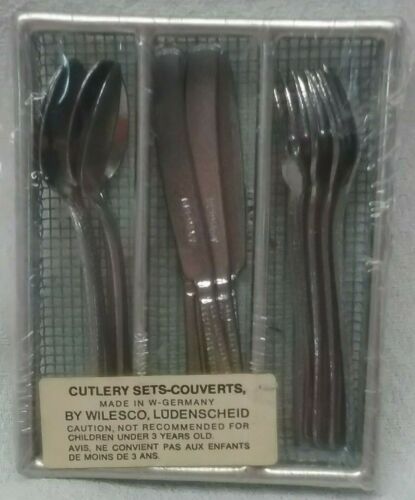 CUTLERY SETS-COUVERTS,
MADE IN W-GERMANY
BY WILESCO, LÜDENSCHEID
CAUTION, NOT RECOMMENDED FOR
CHILDREN UNDER 3 YEARS OLD.
AVIS, NE CONVIENT PAS AUX ENFANTS
DE MOINS DE 3 ANS.